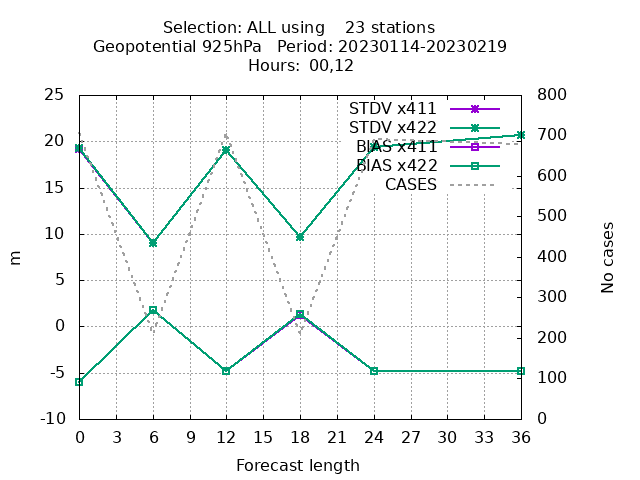 Selection: ALL using    23 stations
Geopotential 925hPa   Period: 20230114-20230219
Hours: 00,12
25
20
15
10
5
0
-5
-10
m
800
700
600
500
400
300
200
100
0
No cases
STDV x411
STDV x422
BIAS x411
BIAS x422
CASES
0 3 6 9 12 15 18 21 24 27 30 33 36
Forecast length